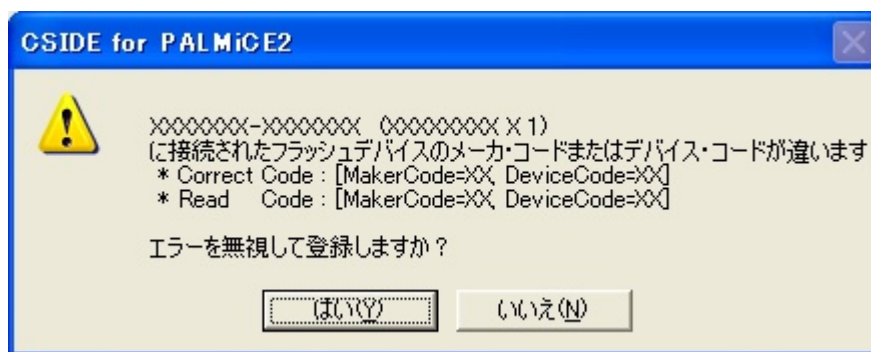 CSIDE for PALMiCE2
XXXXXXXX-XXXXXXXX (XXXXXXXXX X 1)
に接続されたフラッシュデバイスのメーカ・コードまたはデバイス・コードが違います
* Correct Code : [MakerCode=XX, DeviceCode=XX]
* Read Code : [MakerCode=XX, DeviceCode=XX]
エラーを無視して登録しますか？
はい(Y)
いいえ(N)